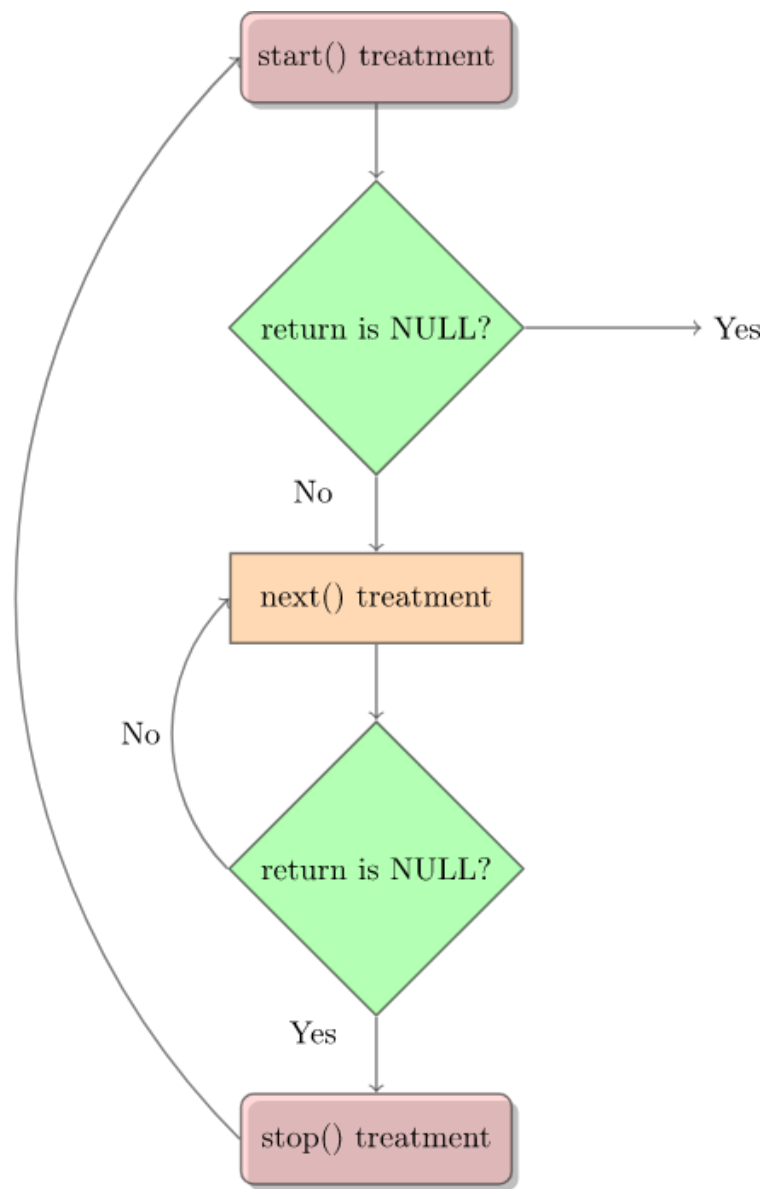 start() treatment
return is NULL?
Yes
No
next() treatment
No
return is NULL?
Yes
stop() treatment